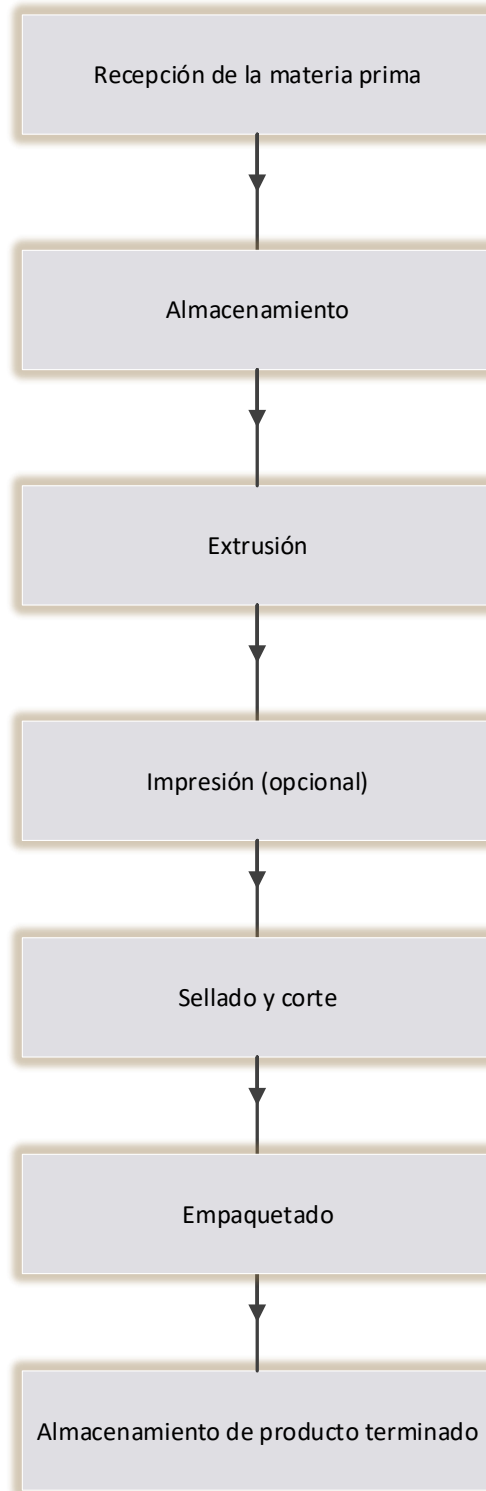 Recepción de la materia prima
Almacenamiento
Extrusión
Impresión (opcional)
Sellado y corte
Empaquetado
Almacenamiento de producto terminado